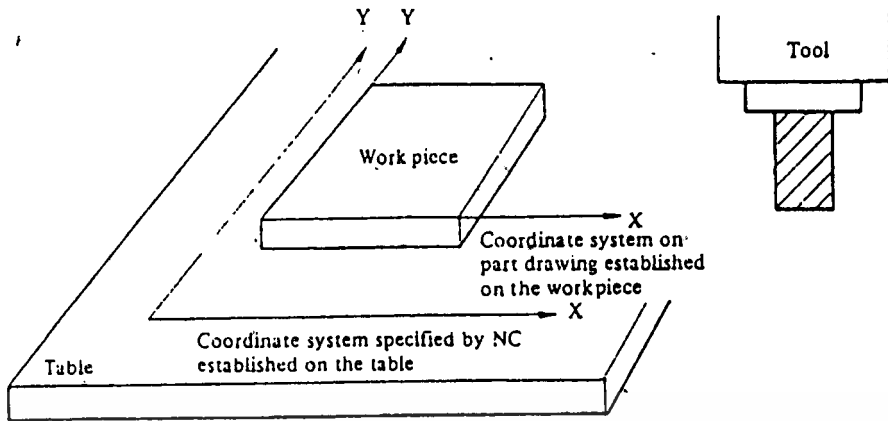 Y Y
Tool
Work piece
X
Coordinate system on
part drawing established
on the workpiece
X
Coordinate system specified by NC
established on the table
Table